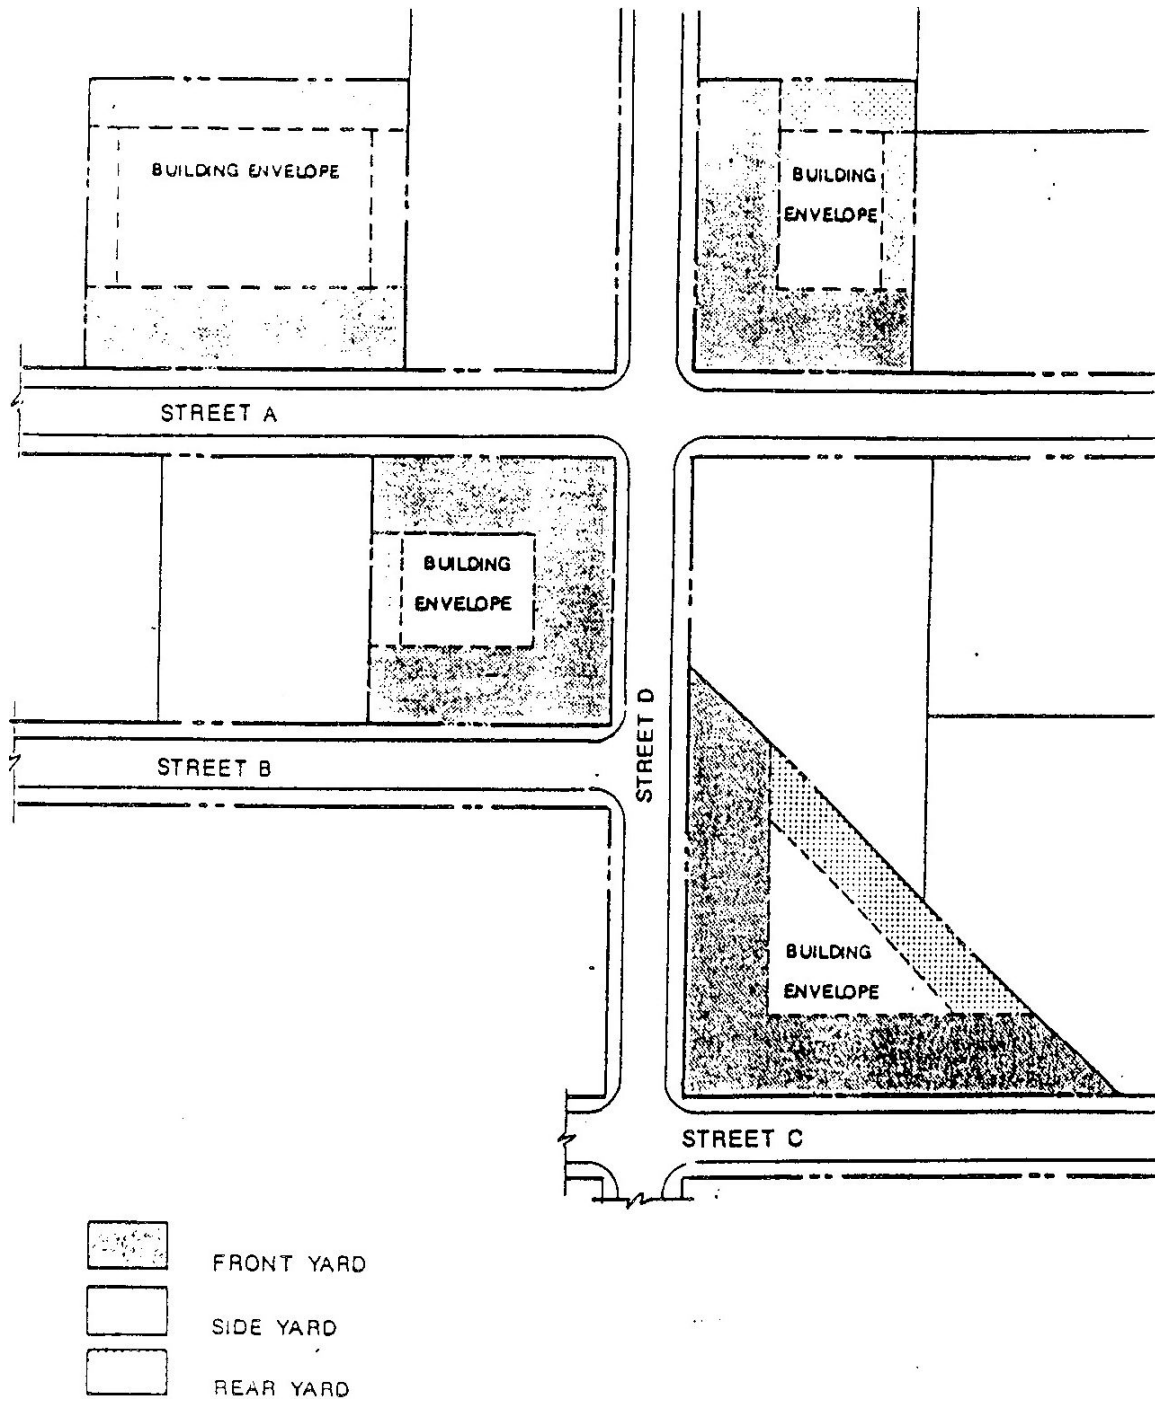 BUILDING ENVELOPE
BUILDING
ENVELOPE
STREET A
BUILDING
ENVELOPE
STREET B
STREET D
BUILDING
ENVELOPE
STREET C
FRONT YARD
SIDE YARD
REAR YARD